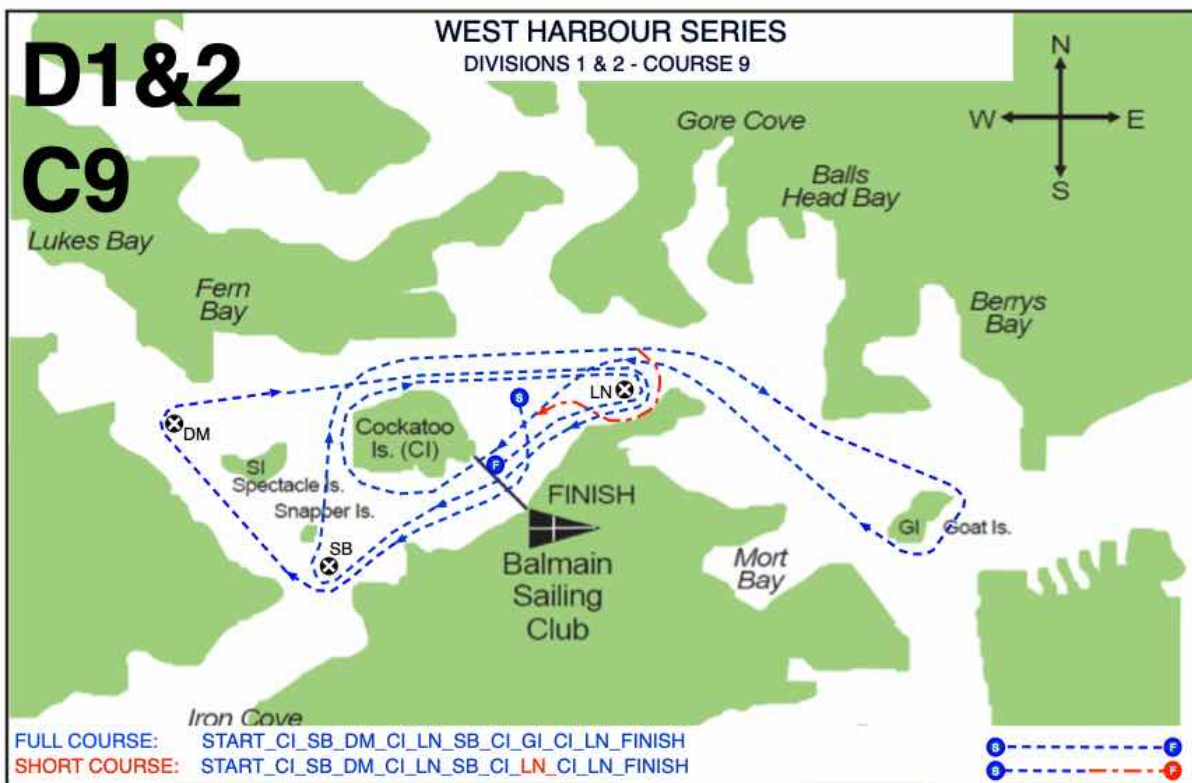 WEST HARBOUR SERIES
DIVISIONS 1 & 2 - COURSE 9
D1&2
C9
N
W
E
S
Gore Cove
Balls
Head Bay
Lukes Bay
Fern
Bay
Berrys
Bay
LN
S
DM
Cockatoo
Is. (CI)
SI
Spectacle Is.
F
Snapper Is.
FINISH
GI
Goat Is.
SB
Balmain
Sailing
Club
Mort
Bay
Iron Cove
FULL COURSE: START_CI_SB_DM_CI_LN_SB_CI_GI_CI_LN_FINISH
S F
SHORT COURSE: START_CI_SB_DM_CI_LN_SB_CI_LN_CI_LN_FINISH
S F